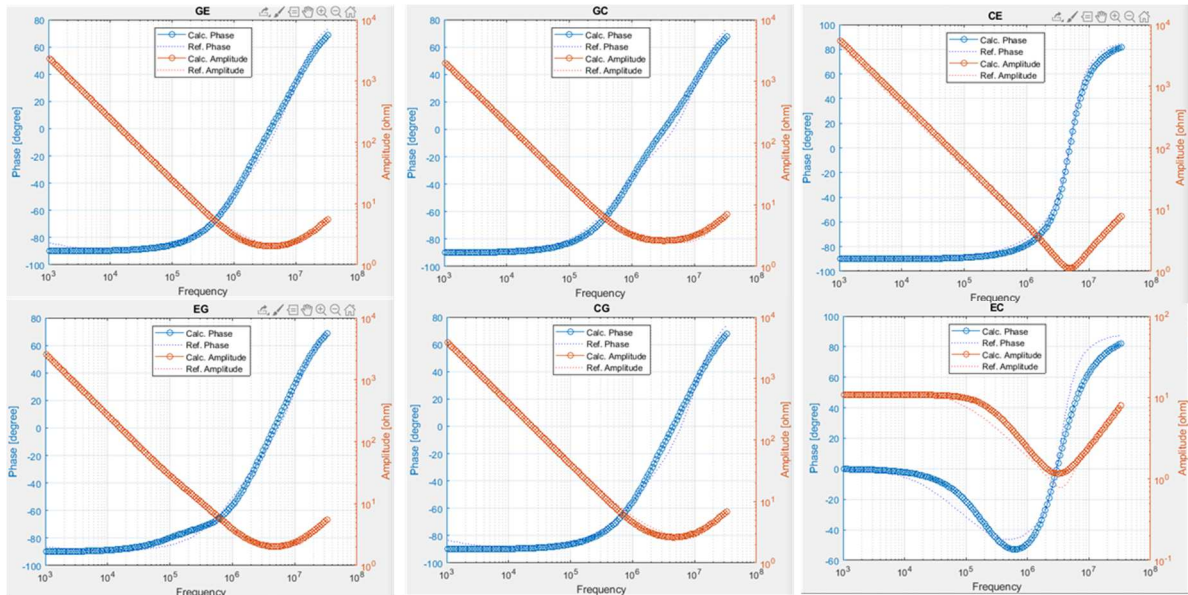 GE
Calc. Phase
Ref. Phase
Calc. Amplitude
Ref. Amplitude
Phase [degree]
80
60
40
20
0
-20
-40
-60
-80
-100
Amplitude [ohm]
10^4
10^3
10^2
10^1
10^0
10^3 10^4 10^5 10^6 10^7 10^8
Frequency
GC
Calc. Phase
Ref. Phase
Calc. Amplitude
Ref. Amplitude
Phase [degree]
80
60
40
20
0
-20
-40
-60
-80
-100
Amplitude [ohm]
10^4
10^3
10^2
10^1
10^0
10^3 10^4 10^5 10^6 10^7 10^8
Frequency
CE
Calc. Phase
Ref. Phase
Calc. Amplitude
Ref. Amplitude
Phase [degree]
100
80
60
40
20
0
-20
-40
-60
-80
-100
Amplitude [ohm]
10^4
10^3
10^2
10^1
10^0
10^3 10^4 10^5 10^6 10^7 10^8
Frequency
EG
Calc. Phase
Ref. Phase
Calc. Amplitude
Ref. Amplitude
Phase [degree]
80
60
40
20
0
-20
-40
-60
-80
-100
Amplitude [ohm]
10^4
10^3
10^2
10^1
10^0
10^3 10^4 10^5 10^6 10^7 10^8
Frequency
CG
Calc. Phase
Ref. Phase
Calc. Amplitude
Ref. Amplitude
Phase [degree]
80
60
40
20
0
-20
-40
-60
-80
-100
Amplitude [ohm]
10^4
10^3
10^2
10^1
10^0
10^3 10^4 10^5 10^6 10^7 10^8
Frequency
EC
Calc. Phase
Ref. Phase
Calc. Amplitude
Ref. Amplitude
Phase [degree]
100
80
60
40
20
0
-20
-40
-60
Amplitude [ohm]
10^2
10^1
10^0
10^-1
10^3 10^4 10^5 10^6 10^7 10^8
Frequency